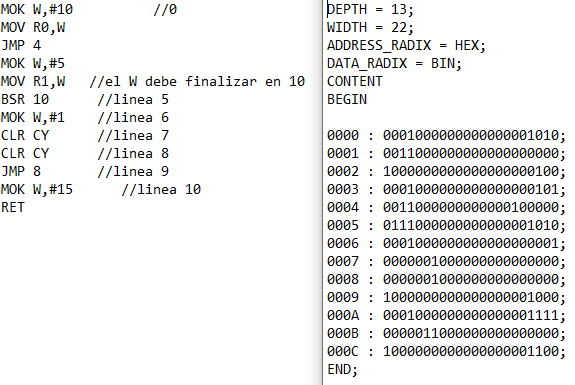 MOK W,#10 //0
MOV R0,W
JMP 4
MOK W,#5
MOV R1,W //el W debe finalizar en 10
BSR 10 //linea 5
MOK W,#1 //linea 6
CLR CY //linea 7
CLR CY //linea 8
JMP 8 //linea 9
MOK W,#15 //linea 10
RET
DEPTH = 13;
WIDTH = 22;
ADDRESS_RADIX = HEX;
DATA_RADIX = BIN;
CONTENT
BEGIN
0000 : 0001000000000000001010;
0001 : 0011000000000000000000;
0002 : 1000000000000000000100;
0003 : 0001000000000000000101;
0004 : 0011000000000000100000;
0005 : 0111000000000000001010;
0006 : 0001000000000000000001;
0007 : 0000001000000000000000;
0008 : 0000001000000000000000;
0009 : 1000000000000000001000;
000A : 0001000000000000001111;
000B : 0000011000000000000000;
000C : 1000000000000000001100;
END;